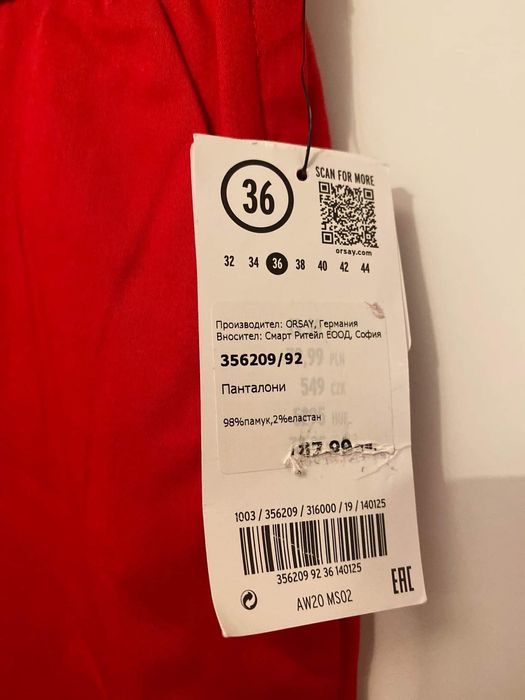 SCAN FOR MORE
36
orsay.com
32 34 36 38 40 42 44
Производител: ORSAY, Германия
Вносител: Смарт Ритейл ЕООД, София
356209/92
,99 PLN
Панталони
549 CZK
98%памук,2%еластан
1003 / 356209 / 316000 / 19 / 140125
356209 92 36 140125
AW20 MS02
EAC